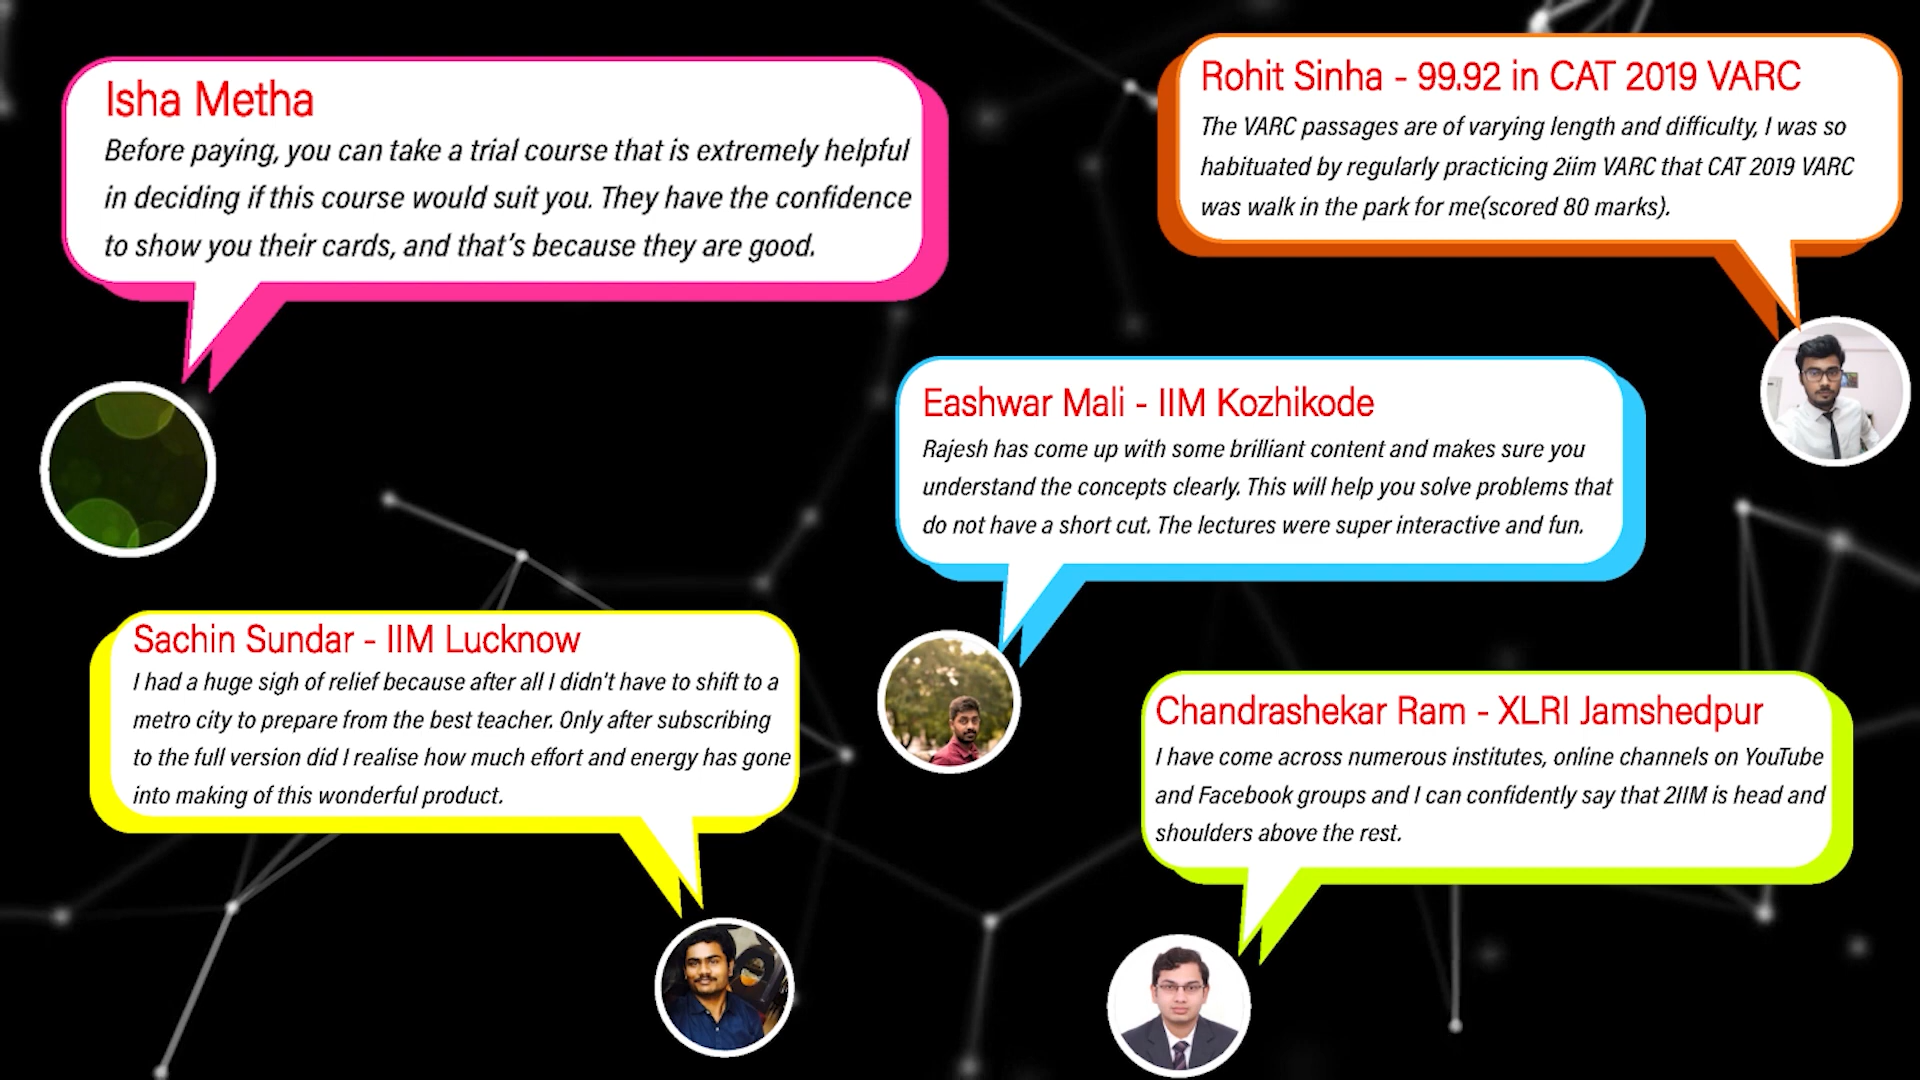 Isha Metha
Before paying, you can take a trial course that is extremely helpful
in deciding if this course would suit you. They have the confidence
to show you their cards, and that's because they are good.
Rohit Sinha - 99.92 in CAT 2019 VARC
The VARC passages are of varying length and difficulty, I was so
habituated by regularly practicing 2iim VARC that CAT 2019 VARC
was walk in the park for me(scored 80 marks).
Eashwar Mali - IIM Kozhikode
Rajesh has come up with some brilliant content and makes sure you
understand the concepts clearly. This will help you solve problems that
do not have a short cut. The lectures were super interactive and fun.
Sachin Sundar - IIM Lucknow
I had a huge sigh of relief because after all I didn't have to shift to a
metro city to prepare from the best teacher. Only after subscribing
to the full version did I realise how much effort and energy has gone
into making of this wonderful product.
Chandrashekar Ram - XLRI Jamshedpur
I have come across numerous institutes, online channels on YouTube
and Facebook groups and I can confidently say that 2IIM is head and
shoulders above the rest.